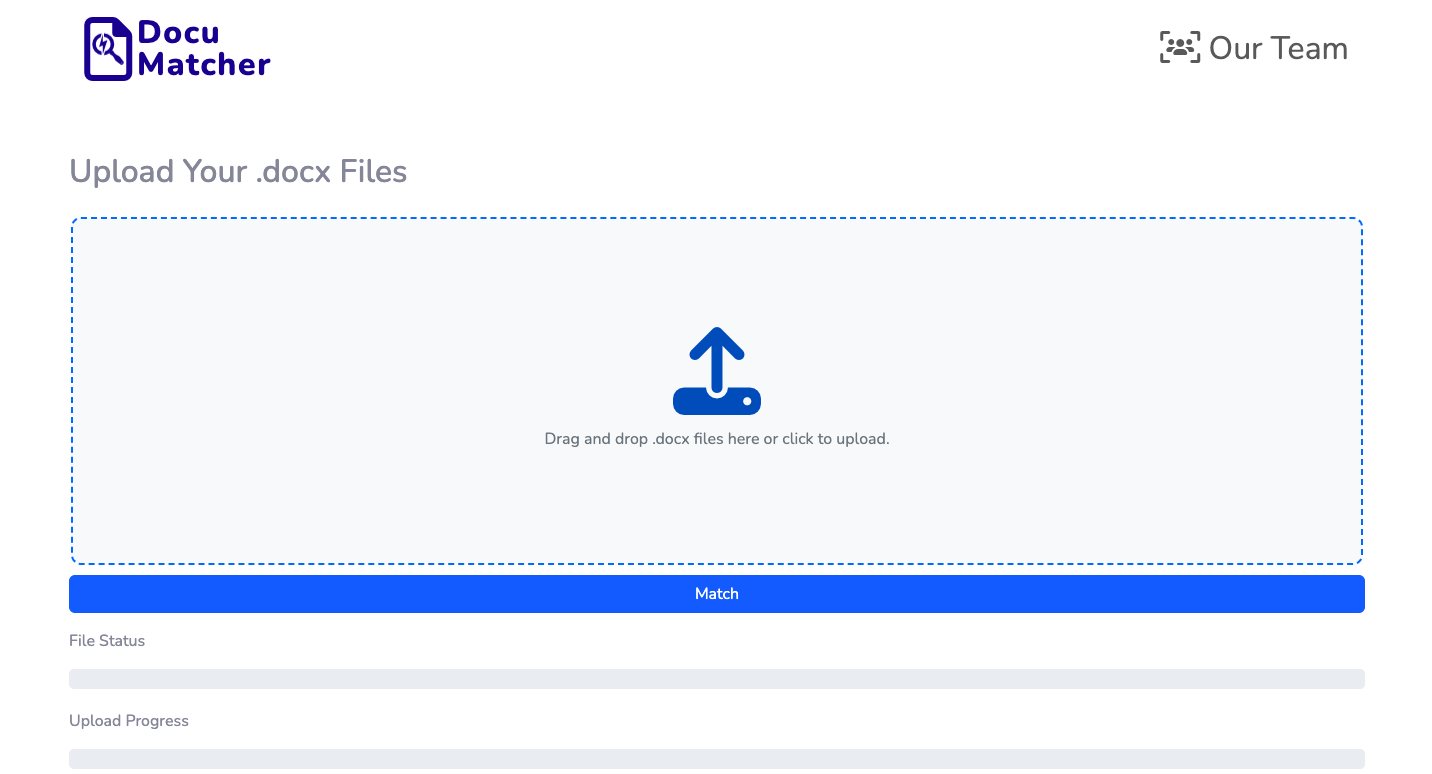 Docu
Matcher
Our Team
Upload Your .docx Files
Drag and drop .docx files here or click to upload.
Match
File Status
Upload Progress